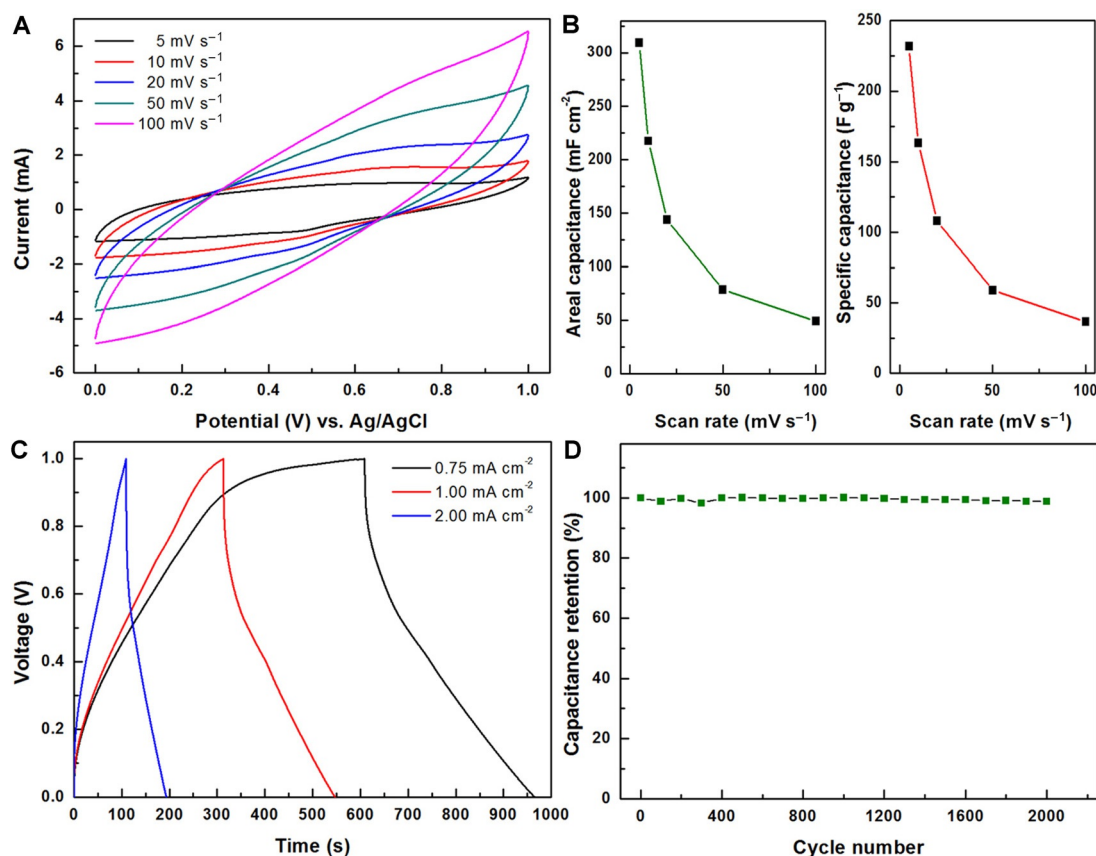 A
5 mV s⁻¹
10 mV s⁻¹
20 mV s⁻¹
50 mV s⁻¹
100 mV s⁻¹
Current (mA)
6
4
2
0
-2
-4
-6
0.0 0.2 0.4 0.6 0.8 1.0
Potential (V) vs. Ag/AgCl
B
Areal capacitance (mF cm⁻²)
300
250
200
150
100
50
0
0 50 100
Scan rate (mV s⁻¹)
Specific capacitance (F g⁻¹)
250
200
150
100
50
0
0 50 100
Scan rate (mV s⁻¹)
C
0.75 mA cm⁻²
1.00 mA cm⁻²
2.00 mA cm⁻²
Voltage (V)
1.0
0.8
0.6
0.4
0.2
0.0
0 100 200 300 400 500 600 700 800 900 1000
Time (s)
D
Capacitance retention (%)
120
100
80
60
40
20
0
0 400 800 1200 1600 2000
Cycle number